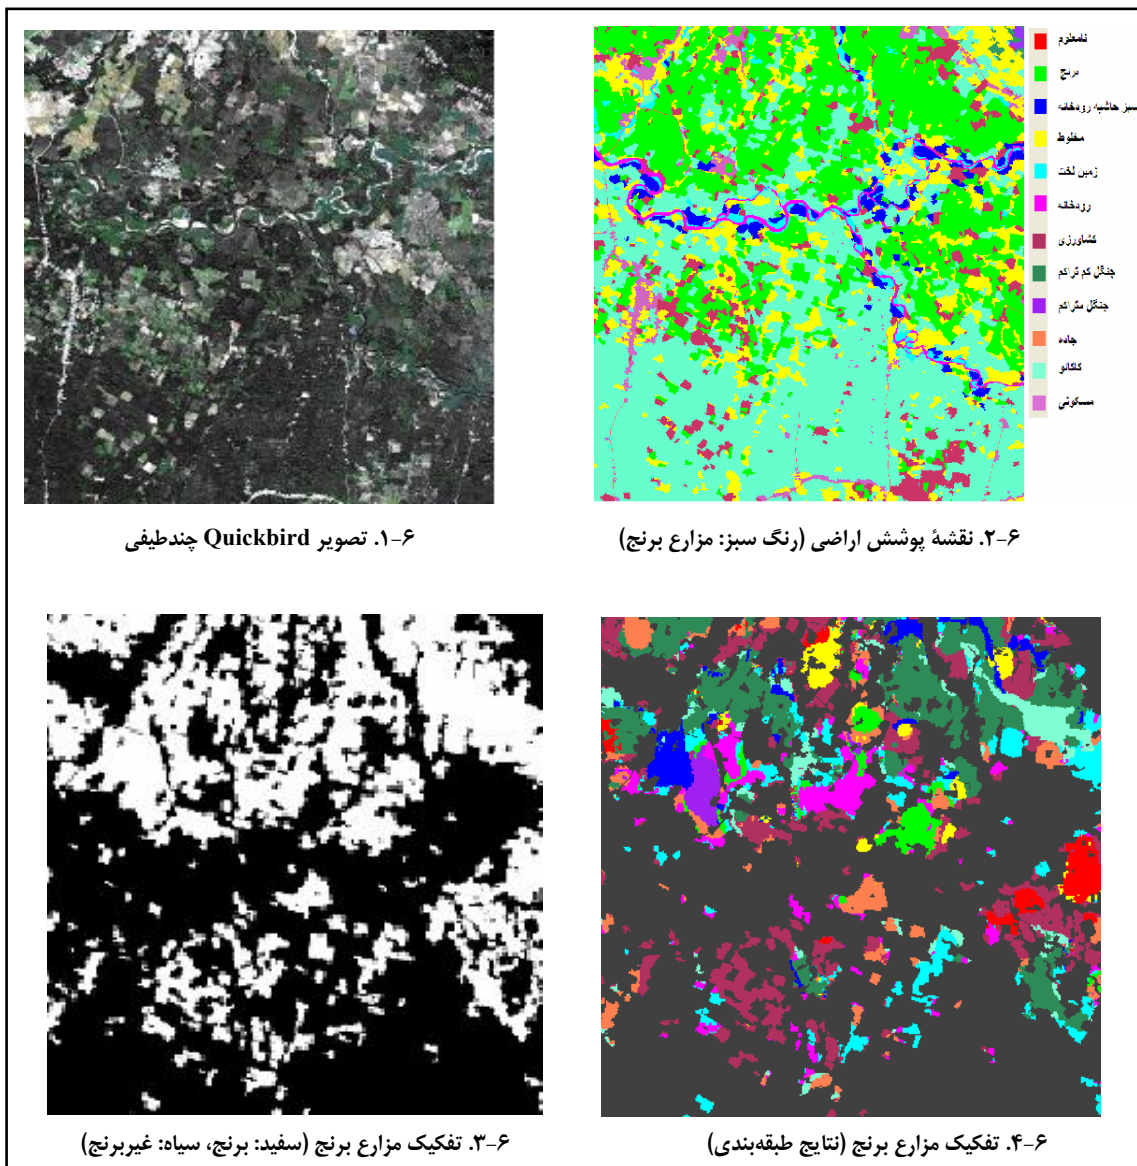 نامعلوم
برنج
سبز حاشیه رودخانه
مخلوط
زمین لخت
رودخانه
کشاورزی
جنگل کم تراکم
جنگل متراکم
جاده
کاکائو
مسکونی
۶-۱. تصویر Quickbird چندطیفی
۶-۲. نقشهٔ پوشش اراضی (رنگ سبز: مزارع برنج)
۶-۳. تفکیک مزارع برنج (سفید: برنج، سیاه: غیربرنج)
۶-۴. تفکیک مزارع برنج (نتایج طبقه‌بندی)